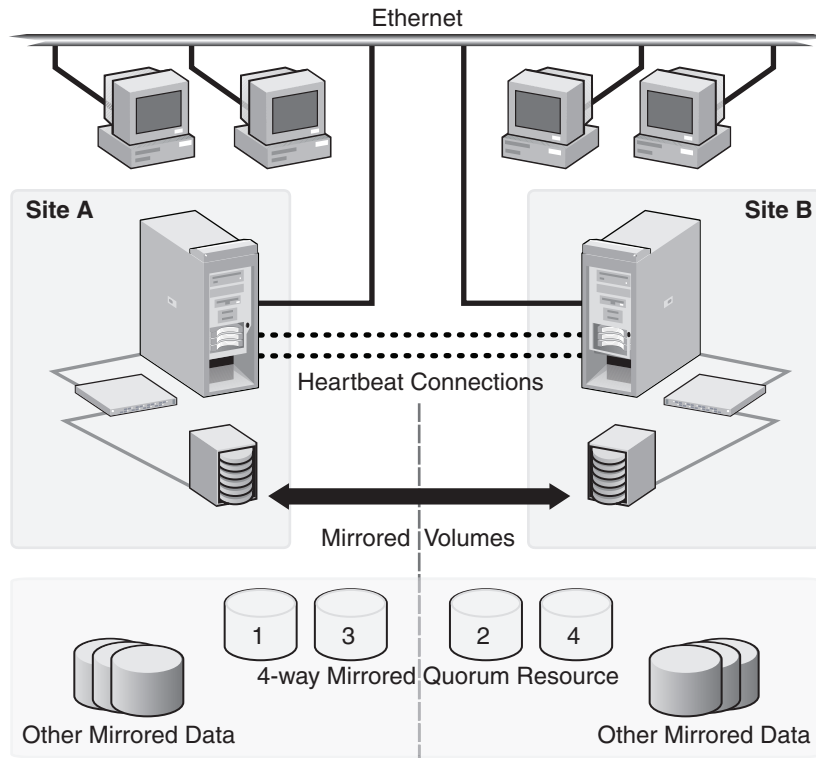 Ethernet
Site A
Site B
Heartbeat Connections
Mirrored Volumes
1
3
2
4
4-way Mirrored Quorum Resource
Other Mirrored Data
Other Mirrored Data